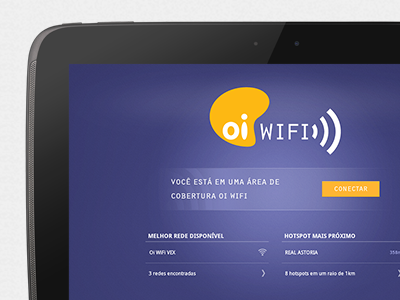 oi WIFI
VOCÊ ESTÁ EM UMA ÁREA DE
COBERTURA OI WIFI
CONECTAR
MELHOR REDE DISPONÍVEL
HOTSPOT MAIS PRÓXIMO
OI WIFI VEX
REAL ASTORIA
3 redes encontradas
8 hotspots em um raio de 1km